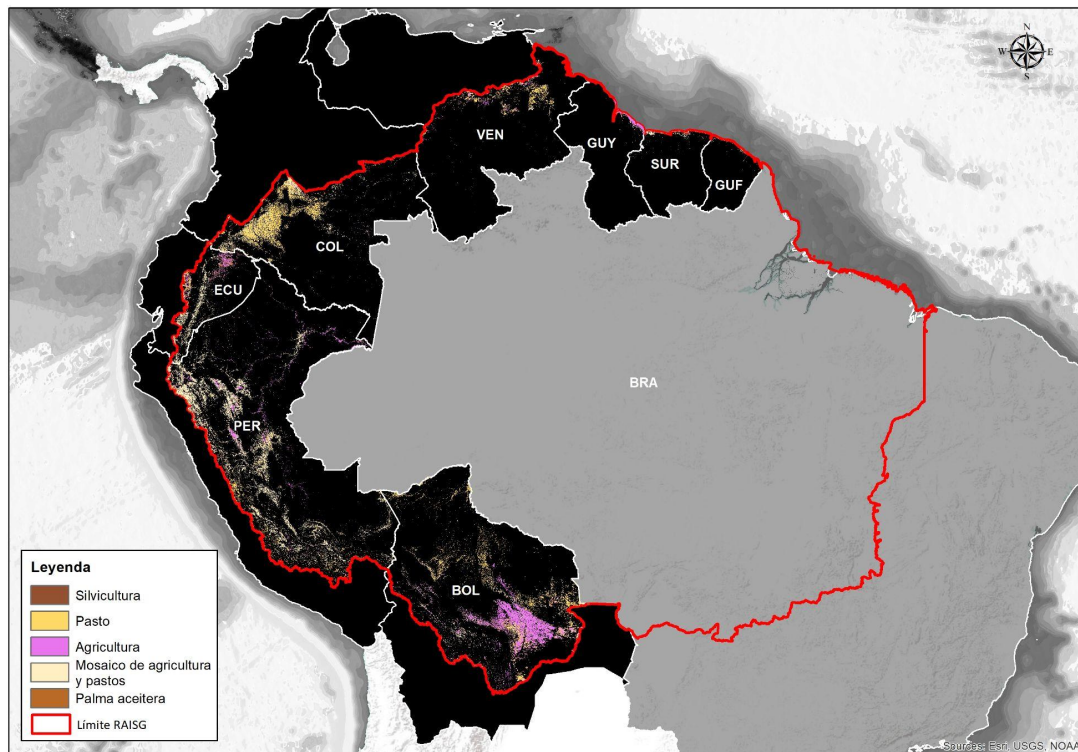 N
W E
S
VEN
GUY
SUR
GUF
COL
ECU
BRA
PER
BOL
Leyenda
Silvicultura
Pasto
Agricultura
Mosaico de agricultura
y pastos
Palma aceitera
Límite RAISG
Sources: Esri, USGS, NOAA